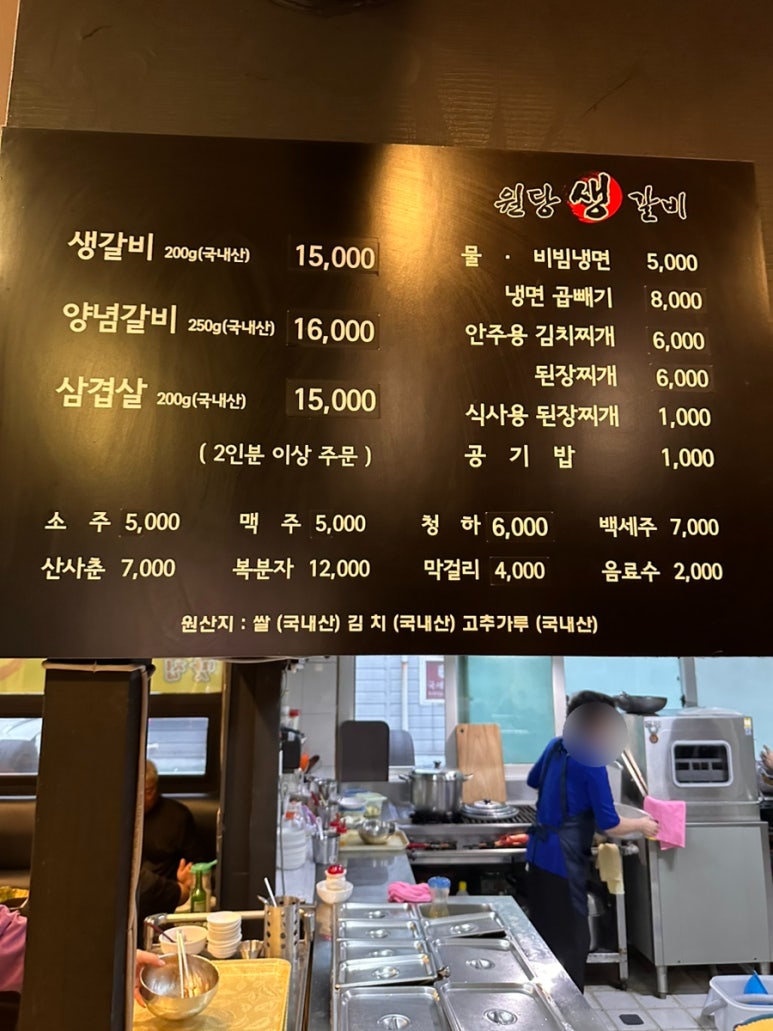 원당 생 갈비
생갈비 200g(국내산) 15,000
양념갈비 250g(국내산) 16,000
삼겹살 200g(국내산) 15,000
( 2인분 이상 주문 )
물 · 비빔냉면 5,000
냉면 곱빼기 8,000
안주용 김치찌개 6,000
된장찌개 6,000
식사용 된장찌개 1,000
공 기 밥 1,000
소 주 5,000 맥 주 5,000 청 하 6,000 백세주 7,000
산사춘 7,000 복분자 12,000 막걸리 4,000 음료수 2,000
원산지 : 쌀 (국내산) 김 치 (국내산) 고추가루 (국내산)